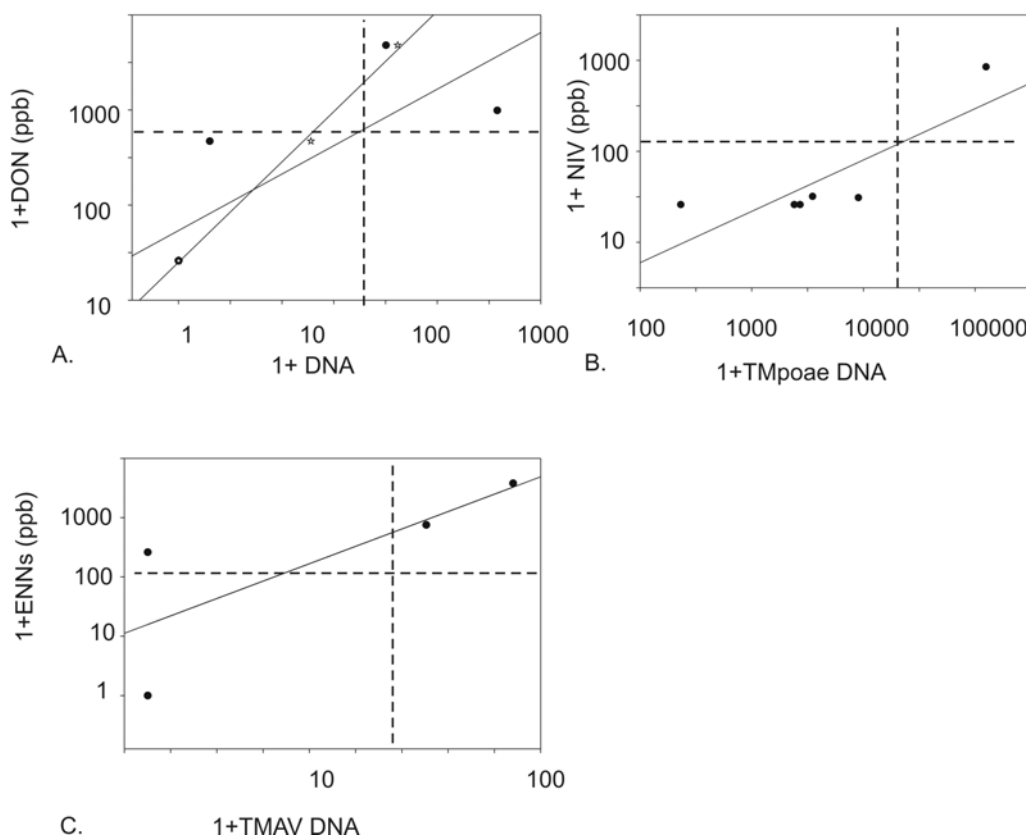 1+DON (ppb)
1000
100
10
1
10
100
1000
A.
1+ DNA
1+ NIV (ppb)
1000
100
10
100
1000
10000
100000
B.
1+TMpoae DNA
1+ENNs (ppb)
1000
100
10
1
10
100
C.
1+TMAV DNA